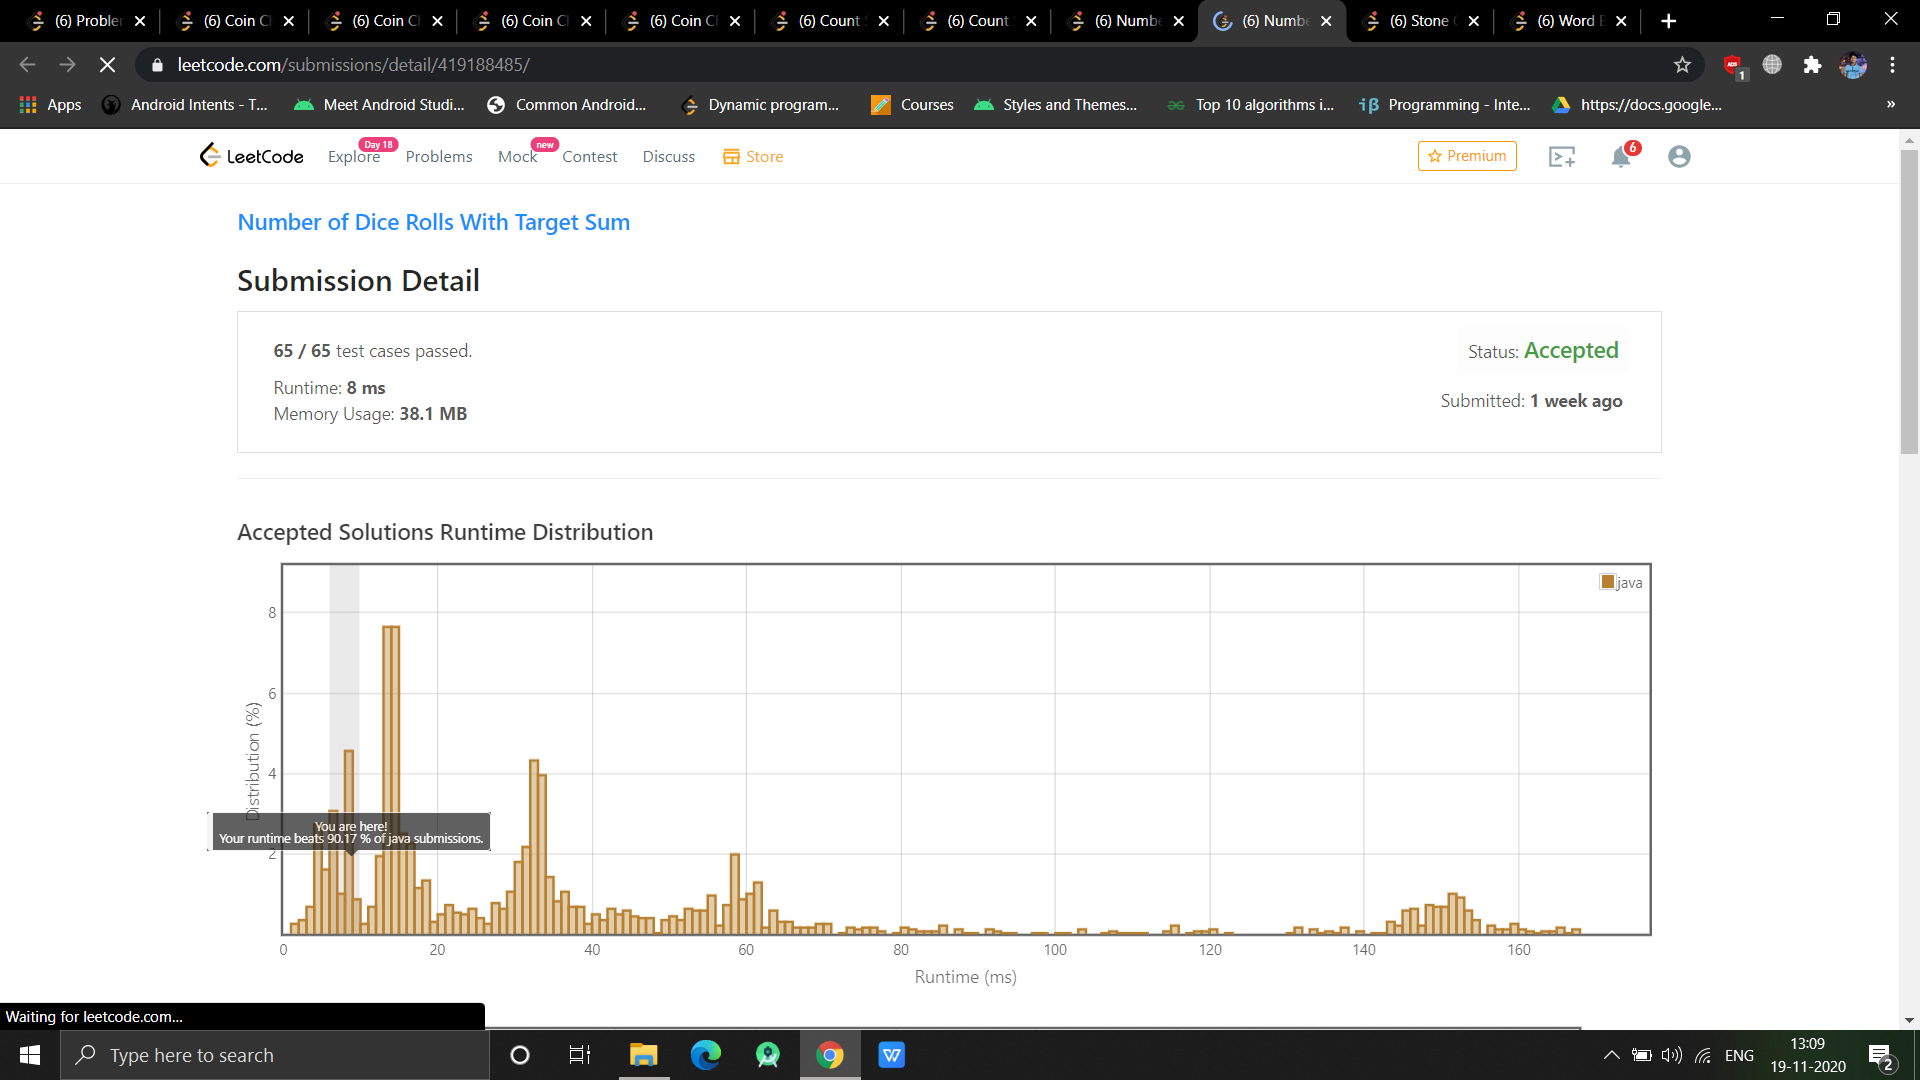 (6) Probler
(6) Coin C
(6) Coin C
(6) Coin C
(6) Coin C
(6) Count
(6) Count
(6) Numbe
(6) Numbe
(6) Stone
(6) Word
leetcode.com/submissions/detail/419188485/
ADS
1
Apps
Android Intents - T...
Meet Android Studi...
Common Android...
Dynamic program...
Courses
Styles and Themes...
Top 10 algorithms i...
Programming - Inte...
https://docs.google...
»
LeetCode
Explore
Day 18
Problems
Mock
new
Contest
Discuss
Store
Premium
6
Number of Dice Rolls With Target Sum
Submission Detail
65 / 65 test cases passed.
Status: Accepted
Runtime: 8 ms
Submitted: 1 week ago
Memory Usage: 38.1 MB
Accepted Solutions Runtime Distribution
java
8
6
4
2
Distribution (%)
You are here!
Your runtime beats 90.17 % of java submissions.
0 20 40 60 80 100 120 140 160
Runtime (ms)
Waiting for leetcode.com...
Type here to search
W
ENG
13:09
19-11-2020
2